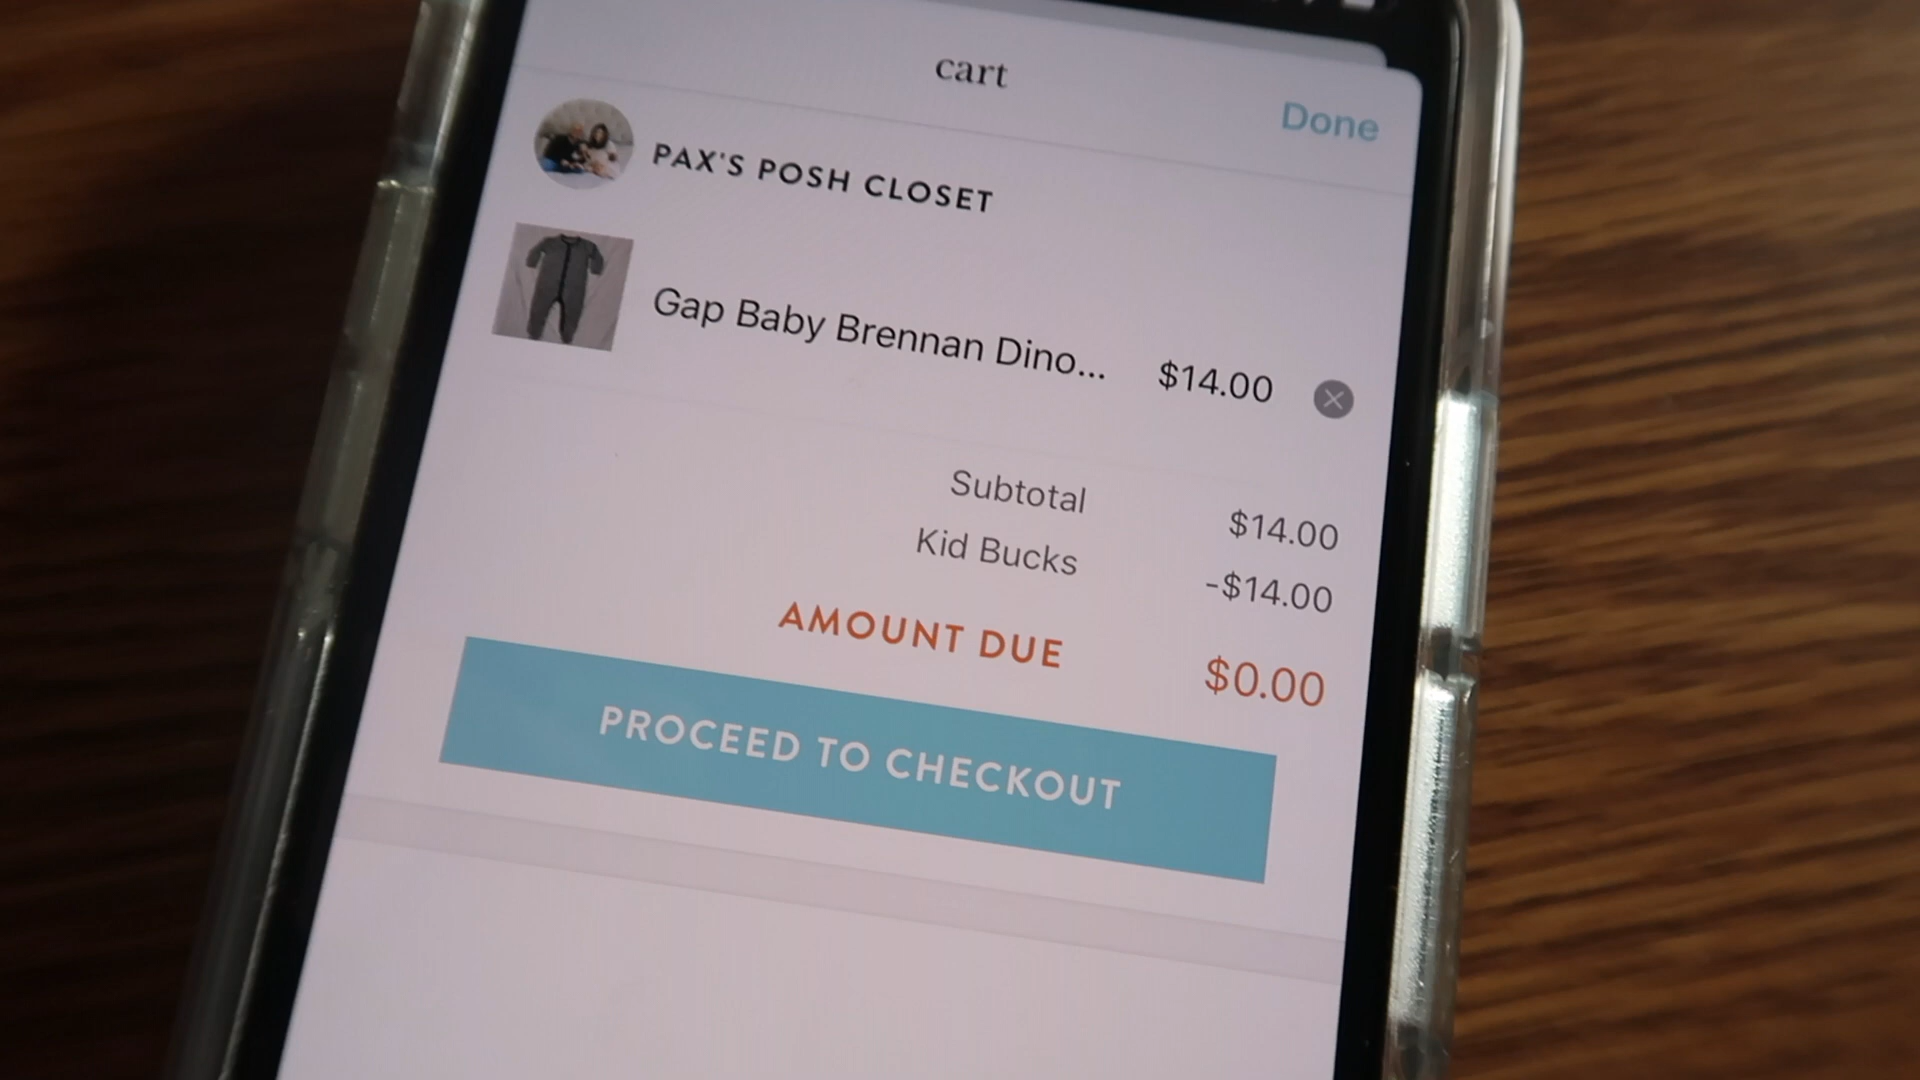 cart
Done
PAX'S POSH CLOSET
Gap Baby Brennan Dino... $14.00
Subtotal $14.00
Kid Bucks -$14.00
AMOUNT DUE $0.00
PROCEED TO CHECKOUT